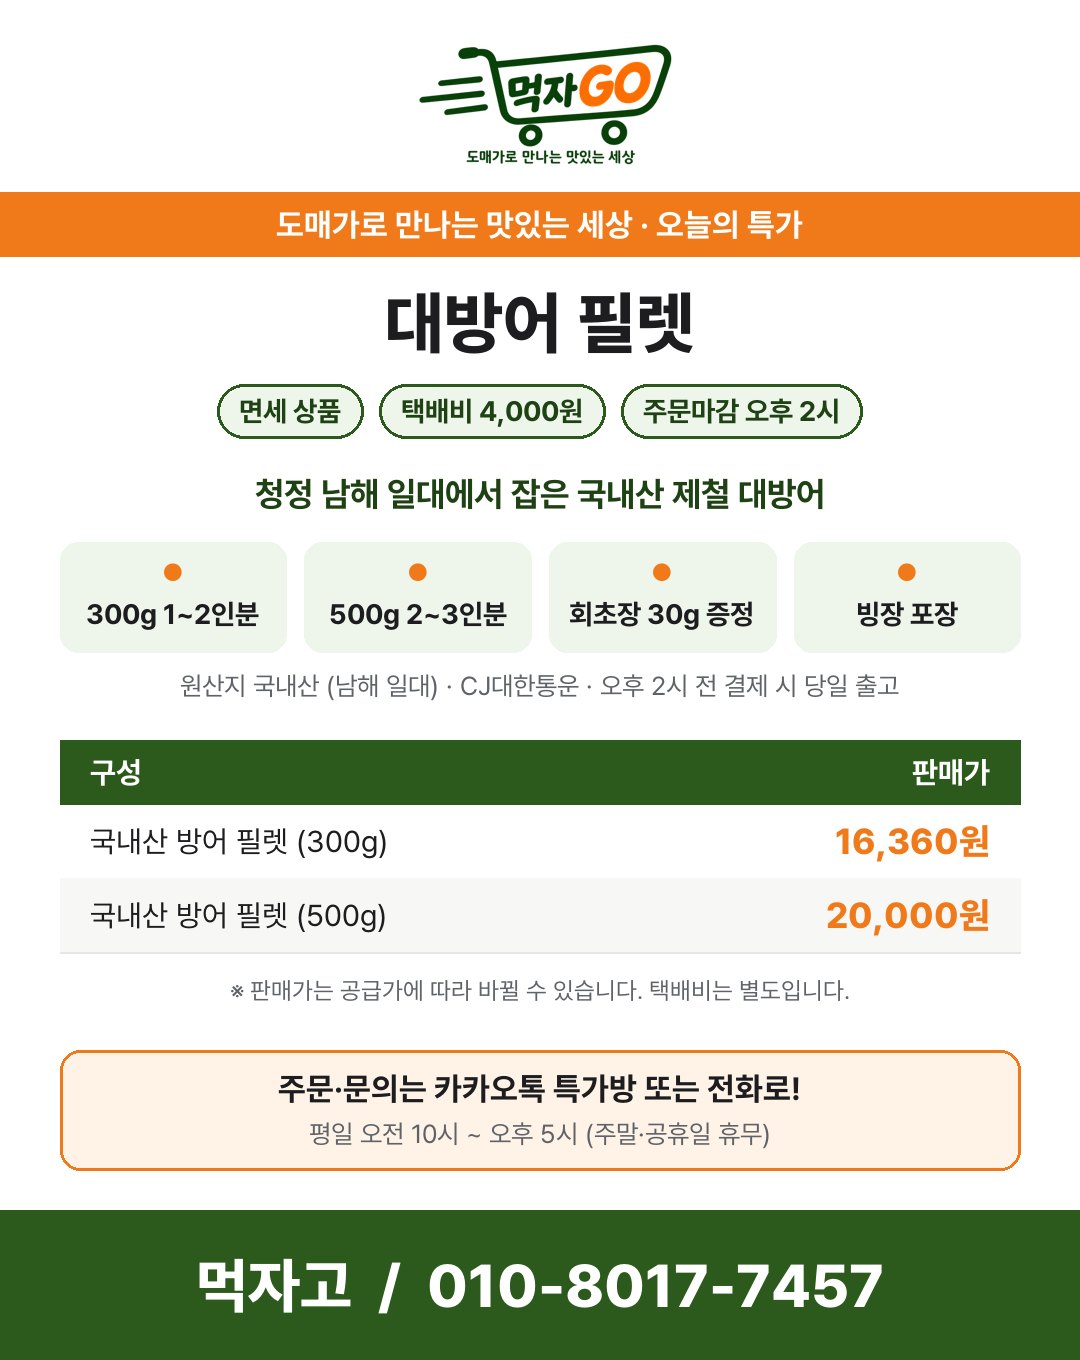 먹자GO
도매가로 만나는 맛있는 세상
도매가로 만나는 맛있는 세상 · 오늘의 특가
대방어 필렛
면세 상품
택배비 4,000원
주문마감 오후 2시
청정 남해 일대에서 잡은 국내산 제철 대방어
300g 1~2인분
500g 2~3인분
회초장 30g 증정
빙장 포장
원산지 국내산 (남해 일대) · CJ대한통운 · 오후 2시 전 결제 시 당일 출고
구성 판매가
국내산 방어 필렛 (300g) 16,360원
국내산 방어 필렛 (500g) 20,000원
※ 판매가는 공급가에 따라 바뀔 수 있습니다. 택배비는 별도입니다.
주문·문의는 카카오톡 특가방 또는 전화로!
평일 오전 10시 ~ 오후 5시 (주말·공휴일 휴무)
먹자고 / 010-8017-7457